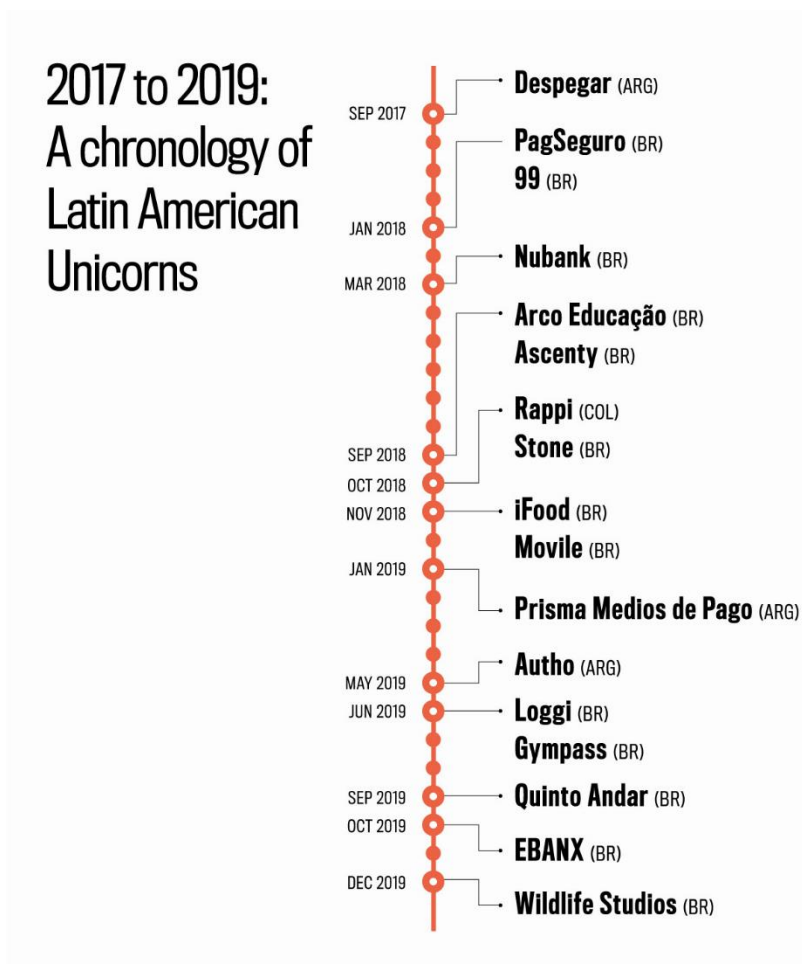 2017 to 2019:
A chronology of
Latin American
Unicorns
SEP 2017
Despegar (ARG)
JAN 2018
PagSeguro (BR)
99 (BR)
MAR 2018
Nubank (BR)
SEP 2018
Arco Educação (BR)
Ascenty (BR)
OCT 2018
Rappi (COL)
Stone (BR)
NOV 2018
iFood (BR)
Movile (BR)
JAN 2019
Prisma Medios de Pago (ARG)
MAY 2019
Autho (ARG)
JUN 2019
Loggi (BR)
Gympass (BR)
SEP 2019
Quinto Andar (BR)
OCT 2019
EBANX (BR)
DEC 2019
Wildlife Studios (BR)